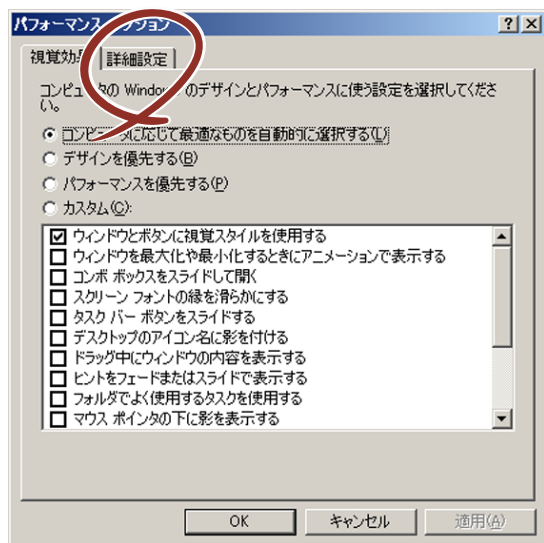 パフォーマンス オプション
視覚効果
詳細設定
コンピュータの Windows のデザインとパフォーマンスに使う設定を選択してくださ
い。
コンピュータに応じて最適なものを自動的に選択する(L)
デザインを優先する(B)
パフォーマンスを優先する(P)
カスタム(C):
ウィンドウとボタンに視覚スタイルを使用する
ウィンドウを最大化や最小化するときにアニメーションで表示する
コンボ ボックスをスライドして開く
スクリーン フォントの縁を滑らかにする
タスク バー ボタンをスライドする
デスクトップのアイコン名に影を付ける
ドラッグ中にウィンドウの内容を表示する
ヒントをフェードまたはスライドで表示する
フォルダでよく使用するタスクを使用する
マウス ポインタの下に影を表示する
OK
キャンセル
適用(A)